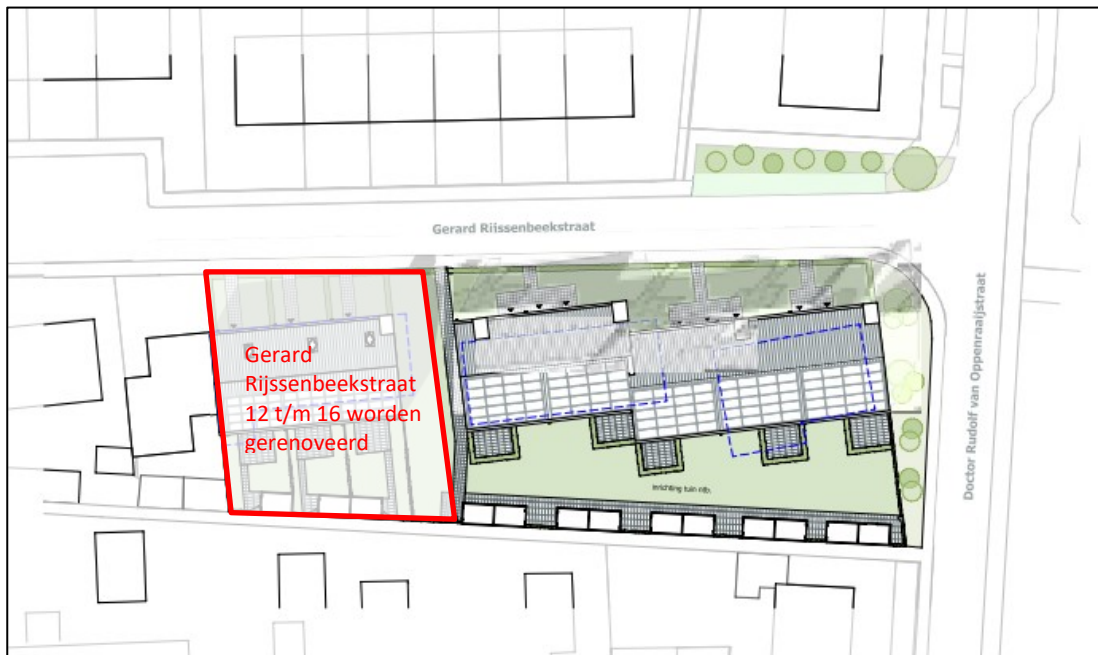 Gerard Rijssenbeekstraat
Gerard
Rijssenbeekstraat
12 t/m 16 worden
gerenoveerd
Inrichting tuin ntb.
Doctor Rudolf van Oppenraaijstraat